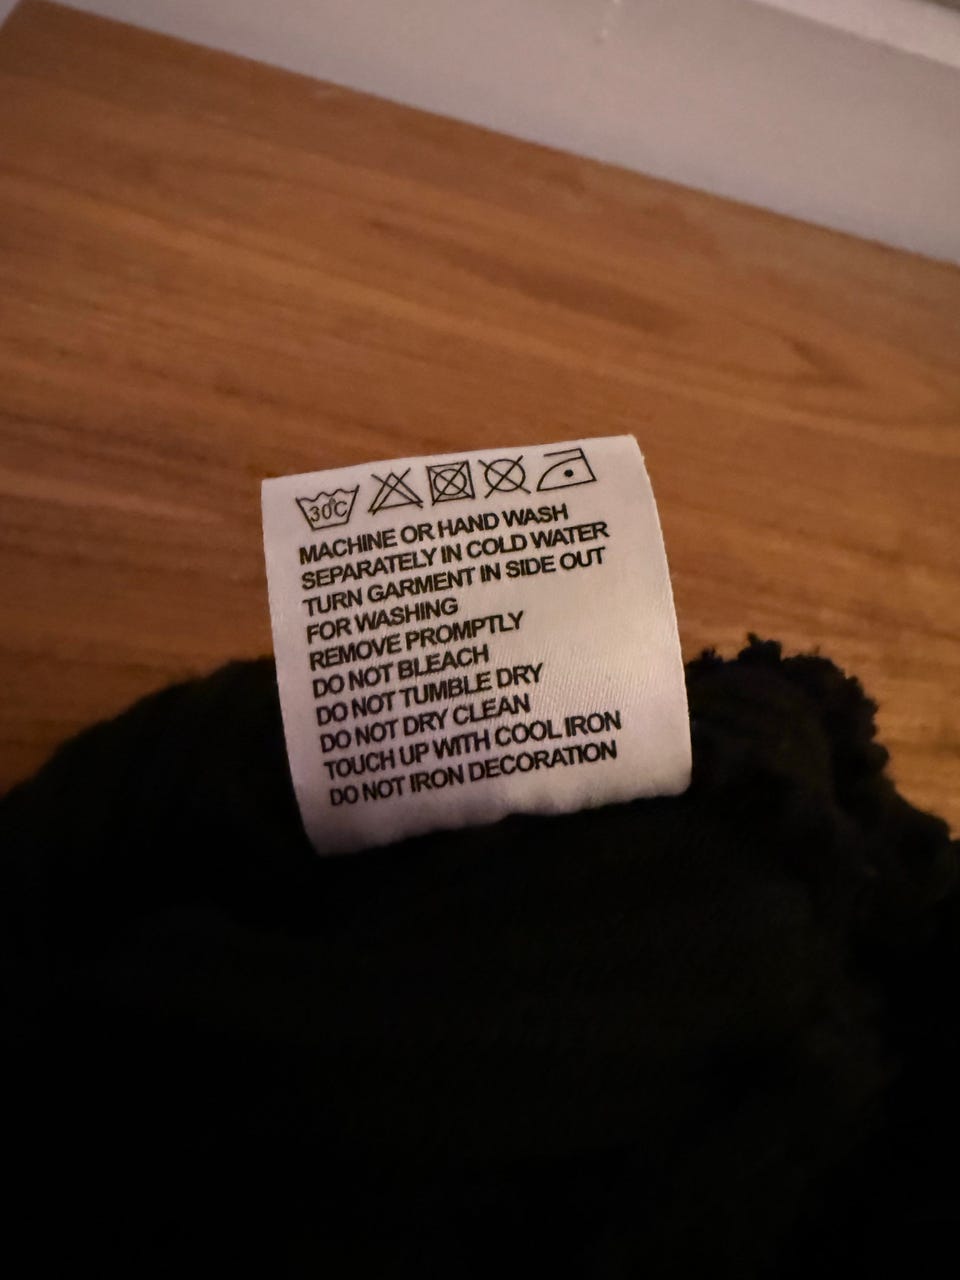 30C
MACHINE OR HAND WASH
SEPARATELY IN COLD WATER
TURN GARMENT IN SIDE OUT
FOR WASHING
REMOVE PROMPTLY
DO NOT BLEACH
DO NOT TUMBLE DRY
DO NOT DRY CLEAN
TOUCH UP WITH COOL IRON
DO NOT IRON DECORATION